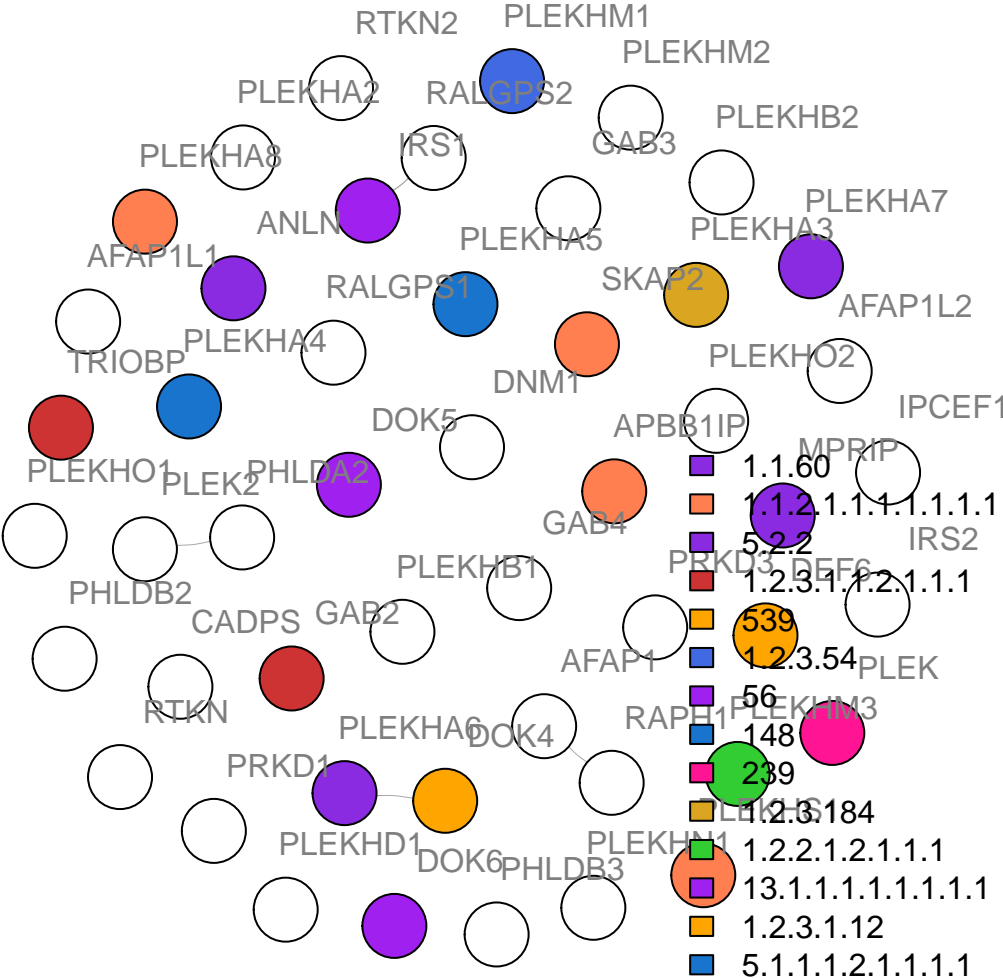 RTKN2
PLEKHM1
PLEKHM2
PLEKHA2
RALGPS2
PLEKHB2
IRS1
GAB3
PLEKHA8
PLEKHA7
ANLN
PLEKHA5
PLEKHA3
AFAP1L1
SKAP2
RALGPS1
AFAP1L2
PLEKHA4
TRIOBP
PLEKHO2
DNM1
IPCEF1
DOK5
APBB1IP
MPRIP
PLEKHO1
PLEK2
PHLDA2
GAB4
IRS2
PRKD3
DEF6
PLEKHB1
PHLDB2
GAB2
CADPS
AFAP1
PLEK
RTKN
RAPH1
PLEKHM3
PLEKHA6
DOK4
PRKD1
PLEKHS1
PLEKHD1
PLEKHN1
DOK6
PHLDB3
1.1.60
1.1.2.1.1.1.1.1.1.1
5.2.2
1.2.3.1.1.2.1.1.1
539
1.2.3.54
56
148
239
1.2.3.184
1.2.2.1.2.1.1.1
13.1.1.1.1.1.1.1.1
1.2.3.1.12
5.1.1.1.2.1.1.1.1